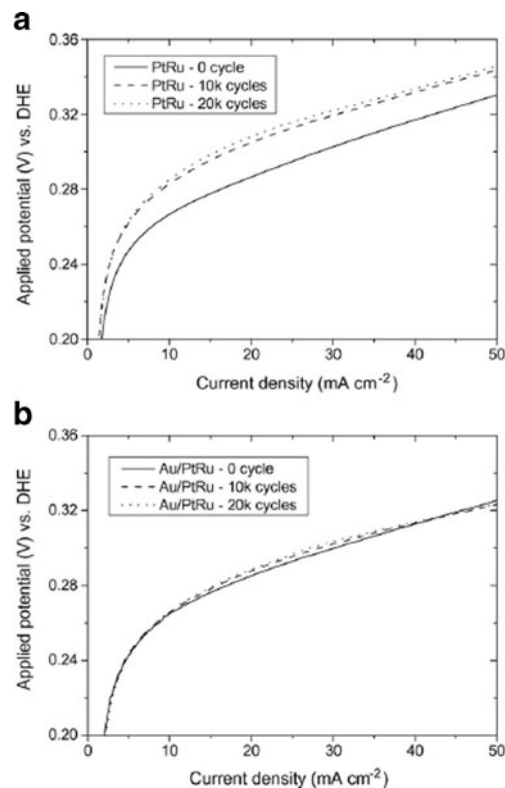 a
0.36
PtRu - 0 cycle
PtRu - 10k cycles
PtRu - 20k cycles
0.32
0.28
0.24
0.20
Applied potential (V) vs. DHE
0 10 20 30 40 50
Current density (mA cm-2)
b
0.36
Au/PtRu - 0 cycle
Au/PtRu - 10k cycles
Au/PtRu - 20k cycles
0.32
0.28
0.24
0.20
Applied potential (V) vs. DHE
0 10 20 30 40 50
Current density (mA cm-2)